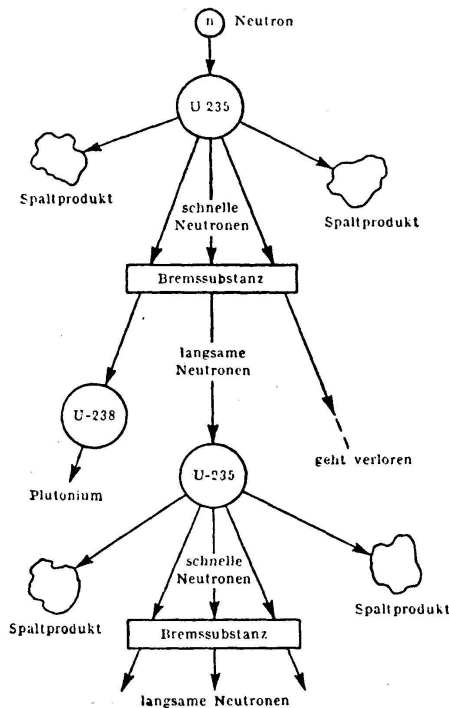 n Neutron
U 235
Spaltprodukt
schnelle
Neutronen
Spaltprodukt
Bremssubstanz
langsame
Neutronen
U-238
geht verloren
Plutonium
U-235
schnelle
Neutronen
Spaltprodukt
Spaltprodukt
Bremssubstanz
langsame Neutronen